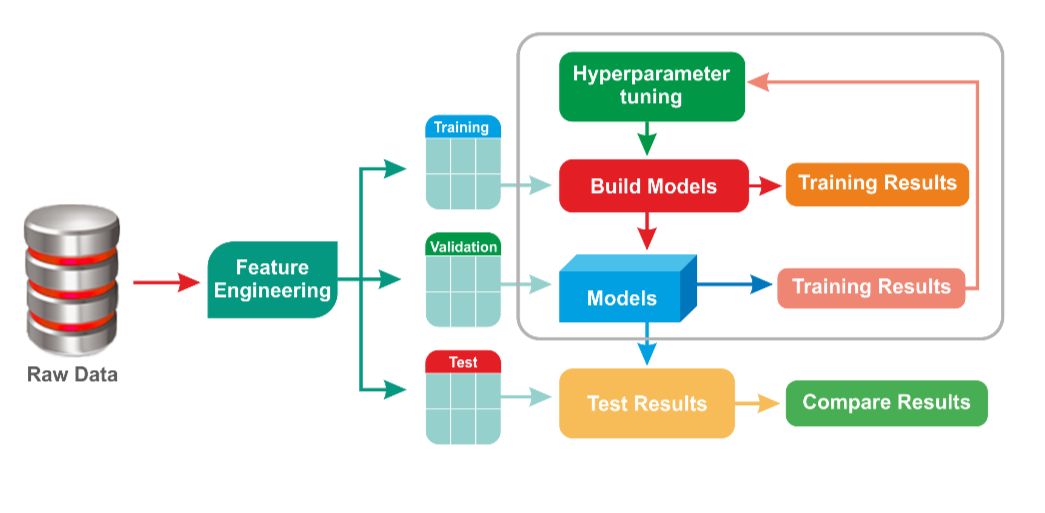 Hyperparameter
tuning
Training
Build Models
Training Results
Validation
Feature
Engineering
Models
Training Results
Raw Data
Test
Test Results
Compare Results